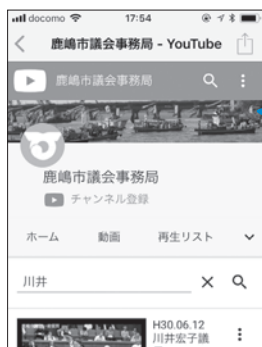 docomo 17:54
鹿嶋市議会事務局 - YouTube
鹿嶋市議会事務局
鹿嶋市議会事務局
チャンネル登録
ホーム 動画 再生リスト
川井
H30.06.12
川井宏子議